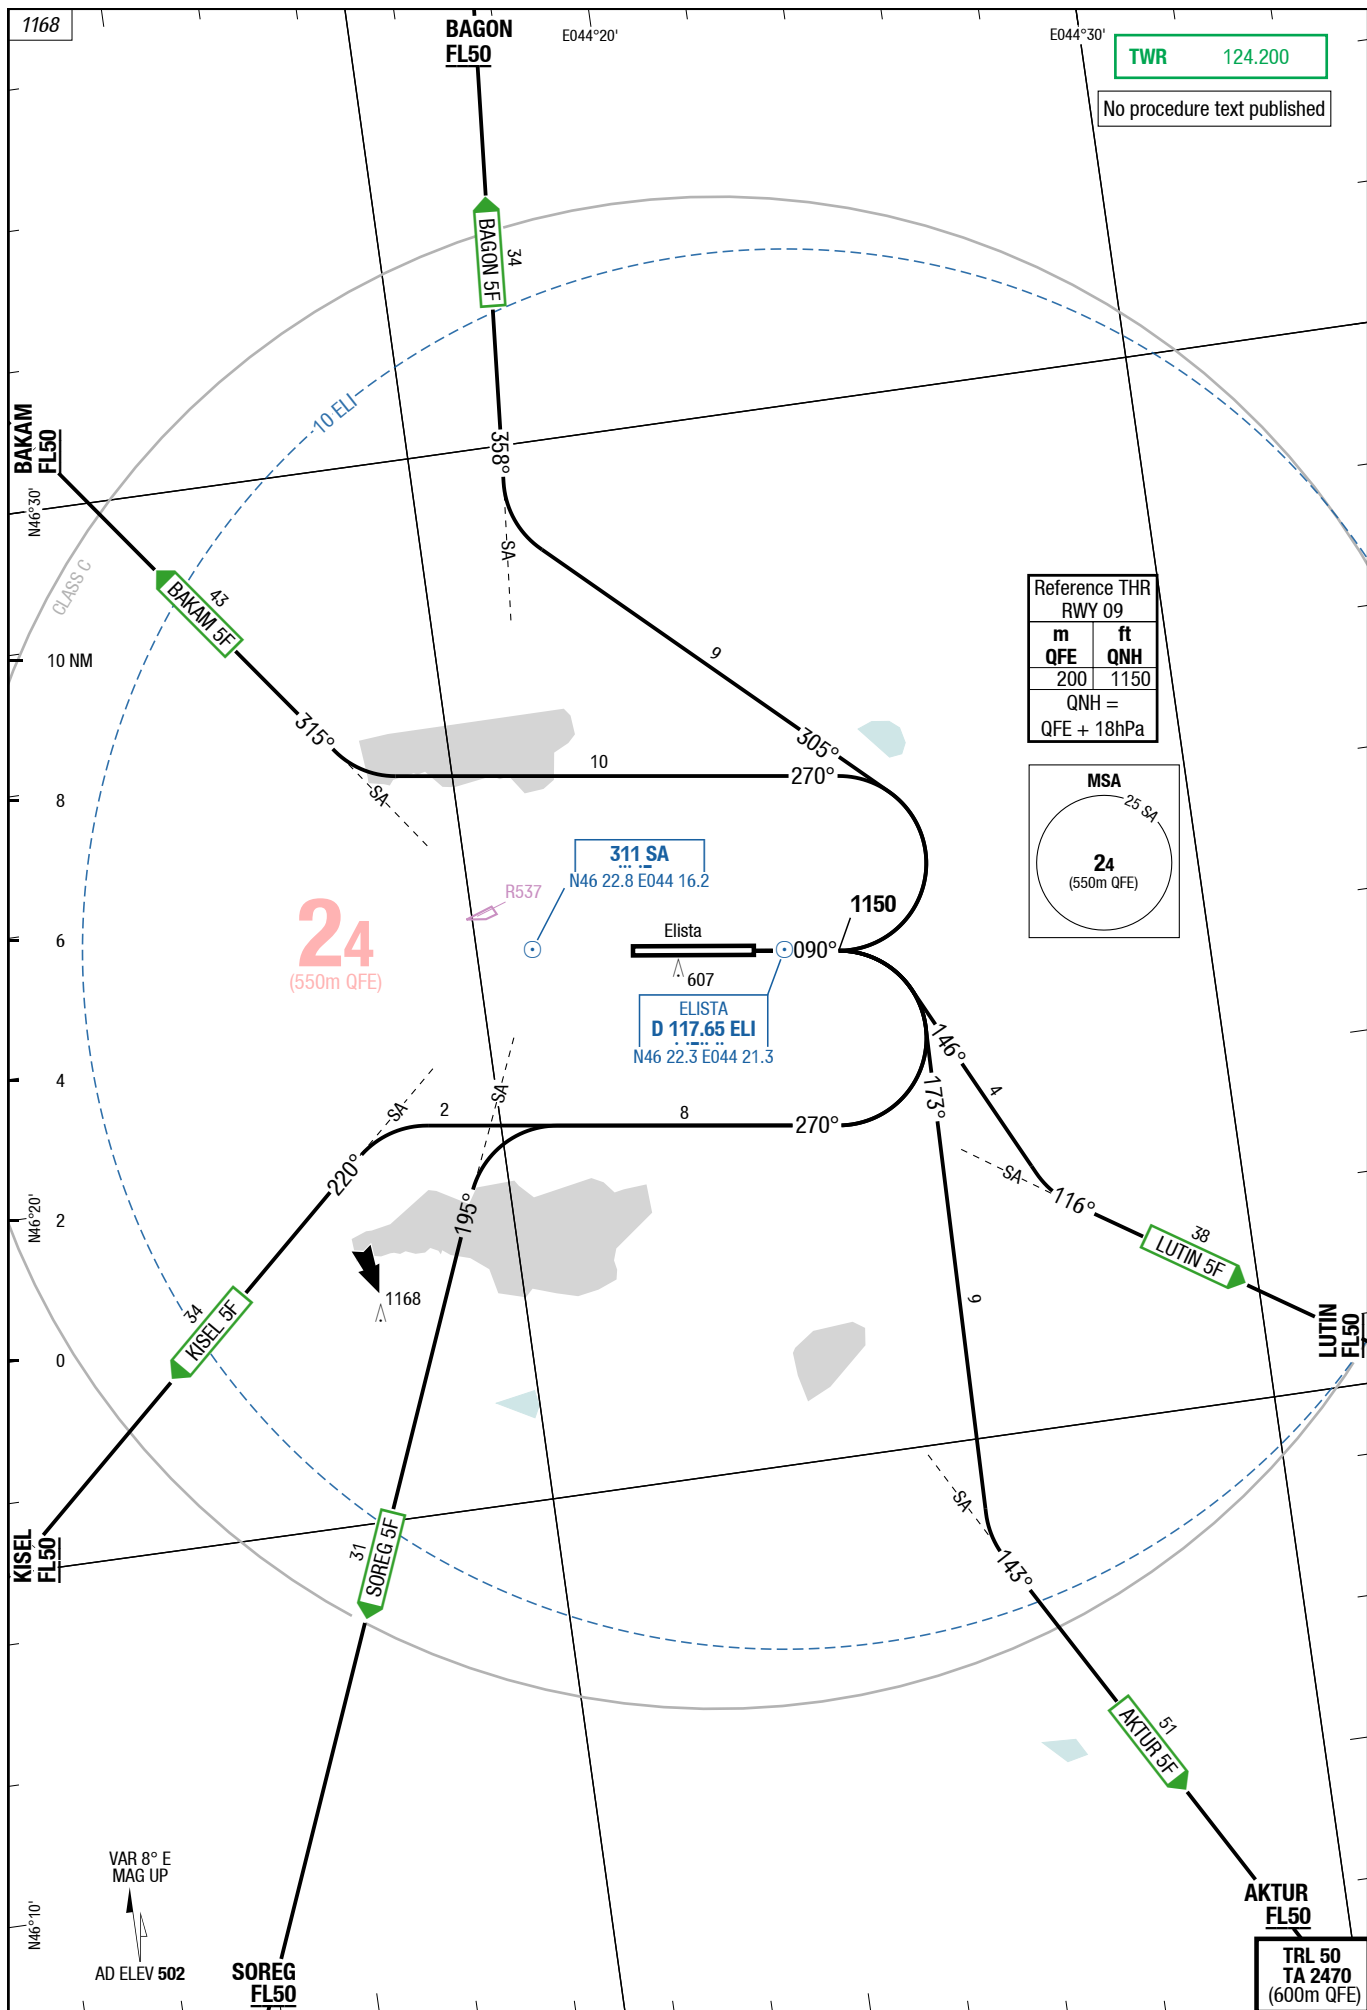 1168
BAGON
FL50
E044°20'
E044°30'
TWR 124.200
No procedure text published
BAGON 5F
34
10 ELI
BAKAM
FL50
358°
N46°30'
SA
CLASS C
43
BAKAM 5F
9
10 NM
315°
305°
Reference THR
RWY 09
m ft
QFE QNH
200 1150
QNH =
QFE + 18hPa
10
270°
SA
8
MSA
25 SA
24
(550m QFE)
311 SA
N46 22.8 E044 16.2
R537
1150
24
(550m QFE)
6
Elista
090°
607
ELISTA
D 117.65 ELI
N46 22.3 E044 21.3
146°
4
173°
4
SA
SA
2
8
270°
220°
SA
116°
195°
N46°20'
2
38
LUTIN 5F
1168
9
34
KISEL 5F
0
LUTIN
FL50
SA
KISEL
FL50
31
SOREG 5F
143°
51
AKTUR 5F
VAR 8° E
MAG UP
N46°10'
AD ELEV 502
SOREG
FL50
AKTUR
FL50
TRL 50
TA 2470
(600m QFE)